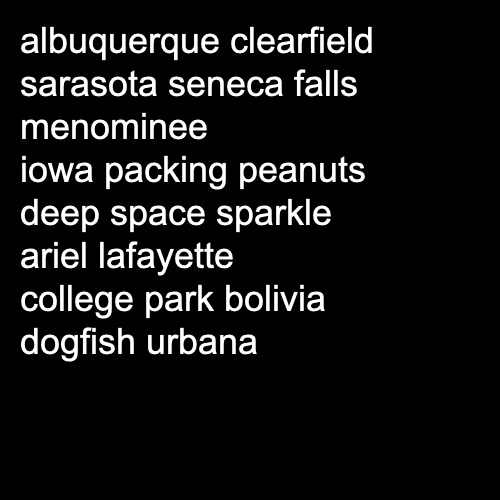 albuquerque clearfield
sarasota seneca falls
menominee
iowa packing peanuts
deep space sparkle
ariel lafayette
college park bolivia
dogfish urbana